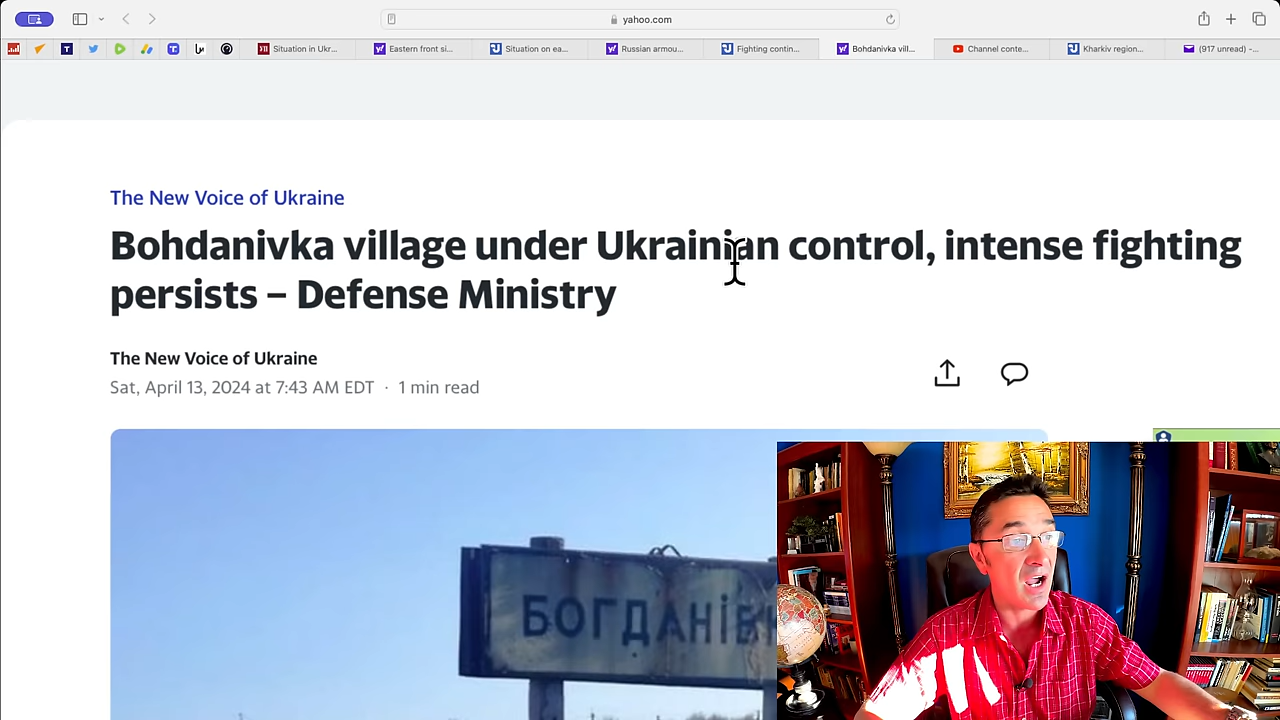 yahoo.com
Situation in Ukr...
Eastern front si...
Situation on ea...
Russian armou...
Fighting contin...
Bohdanivka vill...
Channel conte...
Kharkiv region...
(917 unread) -...
The New Voice of Ukraine
Bohdanivka village under Ukrainian control, intense fighting
persists – Defense Ministry
The New Voice of Ukraine
Sat, April 13, 2024 at 7:43 AM EDT · 1 min read
БОГДАНІВ